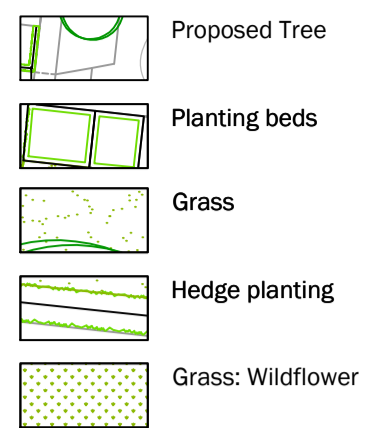 Proposed Tree
Planting beds
Grass
Hedge planting
Grass: Wildflower